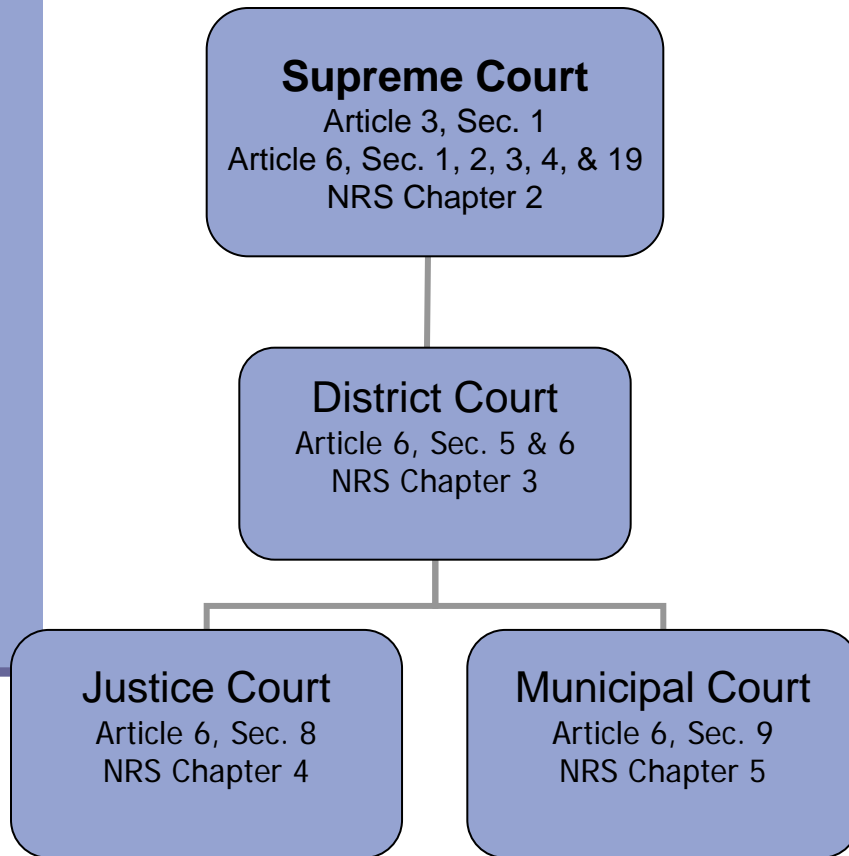 Supreme Court
Article 3, Sec. 1
Article 6, Sec. 1, 2, 3, 4, & 19
NRS Chapter 2
District Court
Article 6, Sec. 5 & 6
NRS Chapter 3
Justice Court
Article 6, Sec. 8
NRS Chapter 4
Municipal Court
Article 6, Sec. 9
NRS Chapter 5